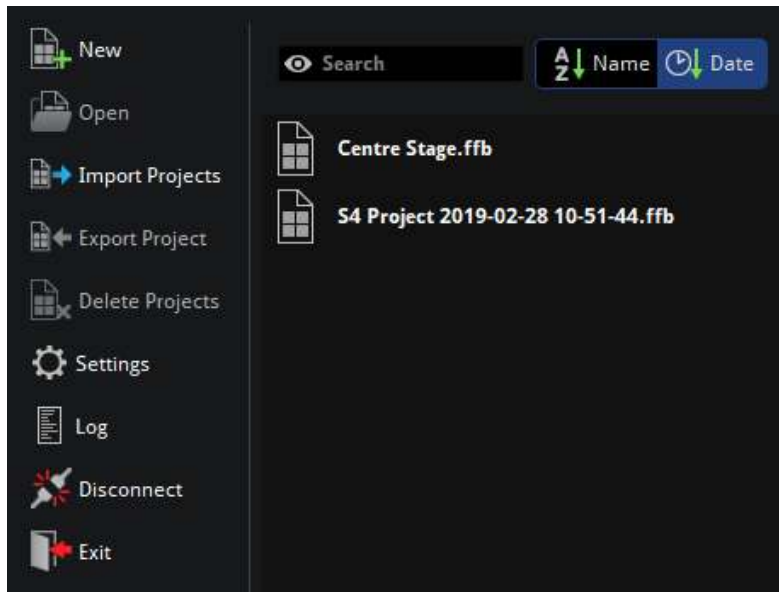 New
Open
Import Projects
Export Project
Delete Projects
Settings
Log
Disconnect
Exit
Search
A Z Name Date
Centre Stage.ffb
S4 Project 2019-02-28 10-51-44.ffb